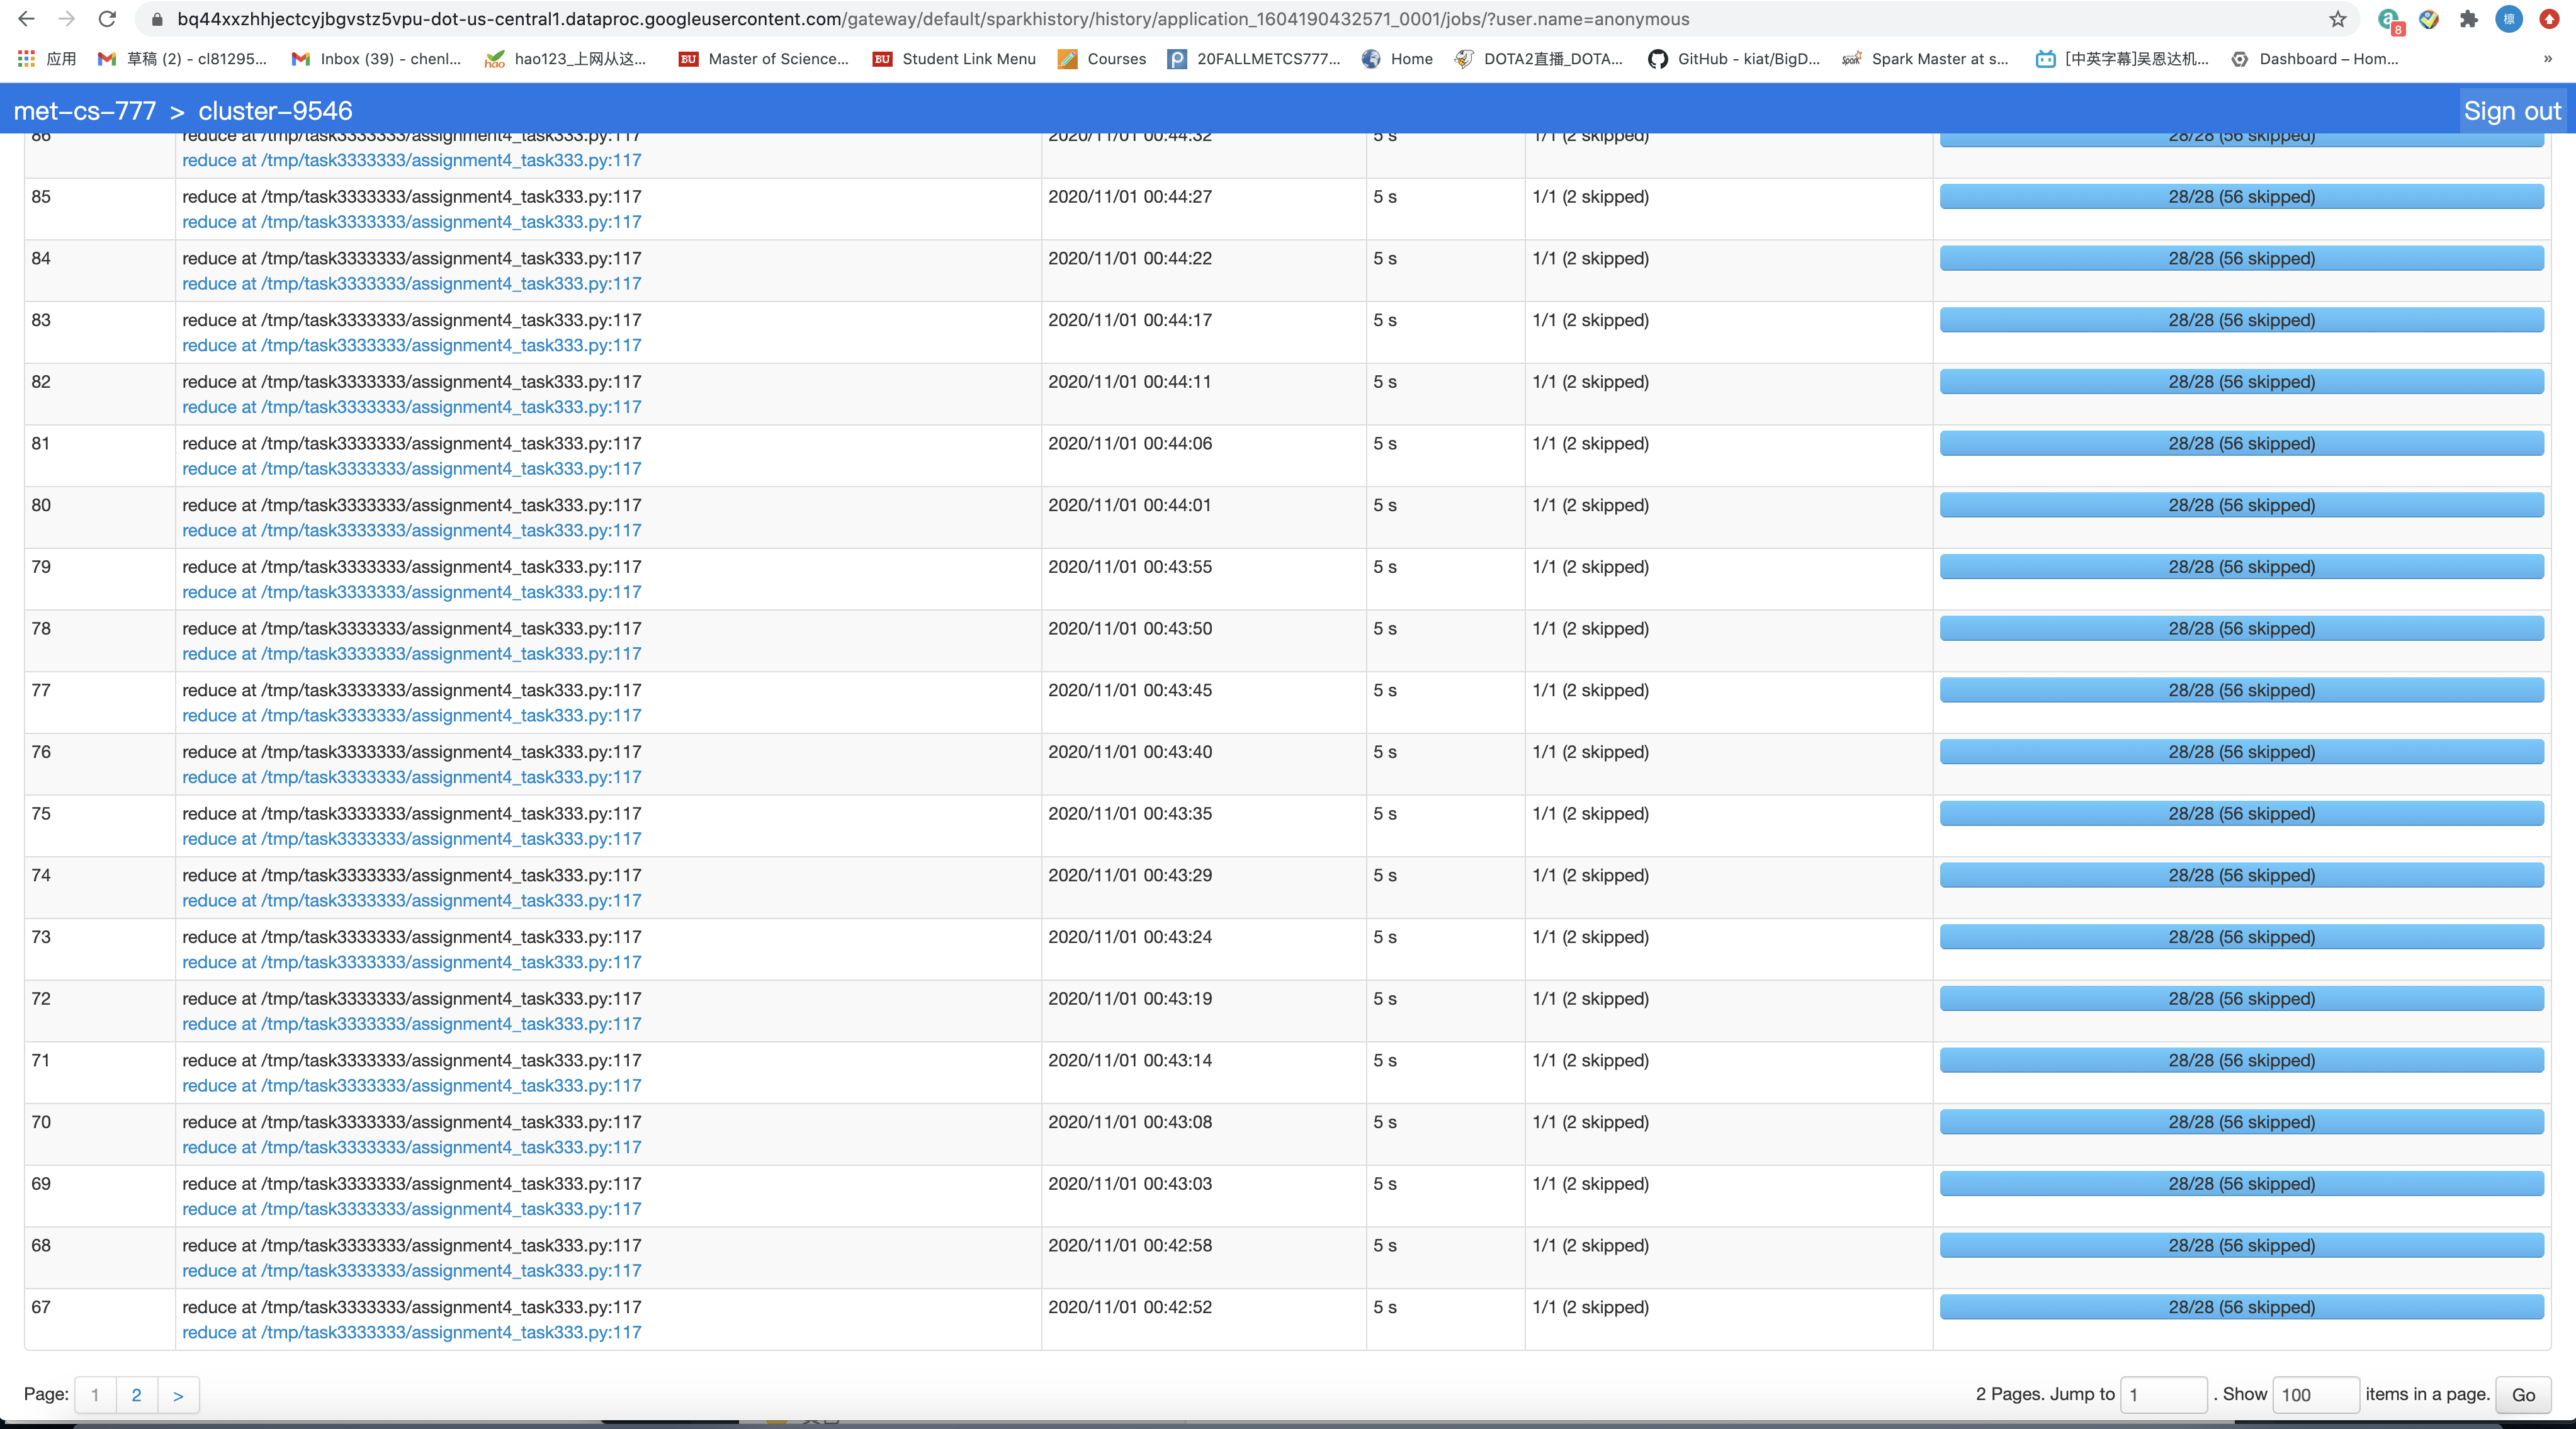 bq44xxzhhjectcyjbgvstz5vpu-dot-us-central1.dataproc.googleusercontent.com/gateway/default/sparkhistory/history/application_1604190432571_0001/jobs/?user.name=anonymous
8
应用 草稿 (2) - cl81295... Inbox (39) - chenl... hao123_上网从这... BU Master of Science... BU Student Link Menu Courses 20FALLMETCS777... Home DOTA2直播_DOTA... GitHub - kiat/BigD... Spark Master at s... [中英字幕]吴恩达机... Dashboard – Hom... »
met-cs-777 > cluster-9546 Sign out
86 reduce at /tmp/task3333333/assignment4_task333.py:117 2020/11/01 00:44:32 5 s 1/1 (2 skipped) 28/28 (56 skipped)
reduce at /tmp/task3333333/assignment4_task333.py:117
85 reduce at /tmp/task3333333/assignment4_task333.py:117 2020/11/01 00:44:27 5 s 1/1 (2 skipped) 28/28 (56 skipped)
reduce at /tmp/task3333333/assignment4_task333.py:117
84 reduce at /tmp/task3333333/assignment4_task333.py:117 2020/11/01 00:44:22 5 s 1/1 (2 skipped) 28/28 (56 skipped)
reduce at /tmp/task3333333/assignment4_task333.py:117
83 reduce at /tmp/task3333333/assignment4_task333.py:117 2020/11/01 00:44:17 5 s 1/1 (2 skipped) 28/28 (56 skipped)
reduce at /tmp/task3333333/assignment4_task333.py:117
82 reduce at /tmp/task3333333/assignment4_task333.py:117 2020/11/01 00:44:11 5 s 1/1 (2 skipped) 28/28 (56 skipped)
reduce at /tmp/task3333333/assignment4_task333.py:117
81 reduce at /tmp/task3333333/assignment4_task333.py:117 2020/11/01 00:44:06 5 s 1/1 (2 skipped) 28/28 (56 skipped)
reduce at /tmp/task3333333/assignment4_task333.py:117
80 reduce at /tmp/task3333333/assignment4_task333.py:117 2020/11/01 00:44:01 5 s 1/1 (2 skipped) 28/28 (56 skipped)
reduce at /tmp/task3333333/assignment4_task333.py:117
79 reduce at /tmp/task3333333/assignment4_task333.py:117 2020/11/01 00:43:55 5 s 1/1 (2 skipped) 28/28 (56 skipped)
reduce at /tmp/task3333333/assignment4_task333.py:117
78 reduce at /tmp/task3333333/assignment4_task333.py:117 2020/11/01 00:43:50 5 s 1/1 (2 skipped) 28/28 (56 skipped)
reduce at /tmp/task3333333/assignment4_task333.py:117
77 reduce at /tmp/task3333333/assignment4_task333.py:117 2020/11/01 00:43:45 5 s 1/1 (2 skipped) 28/28 (56 skipped)
reduce at /tmp/task3333333/assignment4_task333.py:117
76 reduce at /tmp/task3333333/assignment4_task333.py:117 2020/11/01 00:43:40 5 s 1/1 (2 skipped) 28/28 (56 skipped)
reduce at /tmp/task3333333/assignment4_task333.py:117
75 reduce at /tmp/task3333333/assignment4_task333.py:117 2020/11/01 00:43:35 5 s 1/1 (2 skipped) 28/28 (56 skipped)
reduce at /tmp/task3333333/assignment4_task333.py:117
74 reduce at /tmp/task3333333/assignment4_task333.py:117 2020/11/01 00:43:29 5 s 1/1 (2 skipped) 28/28 (56 skipped)
reduce at /tmp/task3333333/assignment4_task333.py:117
73 reduce at /tmp/task3333333/assignment4_task333.py:117 2020/11/01 00:43:24 5 s 1/1 (2 skipped) 28/28 (56 skipped)
reduce at /tmp/task3333333/assignment4_task333.py:117
72 reduce at /tmp/task3333333/assignment4_task333.py:117 2020/11/01 00:43:19 5 s 1/1 (2 skipped) 28/28 (56 skipped)
reduce at /tmp/task3333333/assignment4_task333.py:117
71 reduce at /tmp/task3333333/assignment4_task333.py:117 2020/11/01 00:43:14 5 s 1/1 (2 skipped) 28/28 (56 skipped)
reduce at /tmp/task3333333/assignment4_task333.py:117
70 reduce at /tmp/task3333333/assignment4_task333.py:117 2020/11/01 00:43:08 5 s 1/1 (2 skipped) 28/28 (56 skipped)
reduce at /tmp/task3333333/assignment4_task333.py:117
69 reduce at /tmp/task3333333/assignment4_task333.py:117 2020/11/01 00:43:03 5 s 1/1 (2 skipped) 28/28 (56 skipped)
reduce at /tmp/task3333333/assignment4_task333.py:117
68 reduce at /tmp/task3333333/assignment4_task333.py:117 2020/11/01 00:42:58 5 s 1/1 (2 skipped) 28/28 (56 skipped)
reduce at /tmp/task3333333/assignment4_task333.py:117
67 reduce at /tmp/task3333333/assignment4_task333.py:117 2020/11/01 00:42:52 5 s 1/1 (2 skipped) 28/28 (56 skipped)
reduce at /tmp/task3333333/assignment4_task333.py:117
Page: 1 2 > 2 Pages. Jump to 1 . Show 100 items in a page. Go